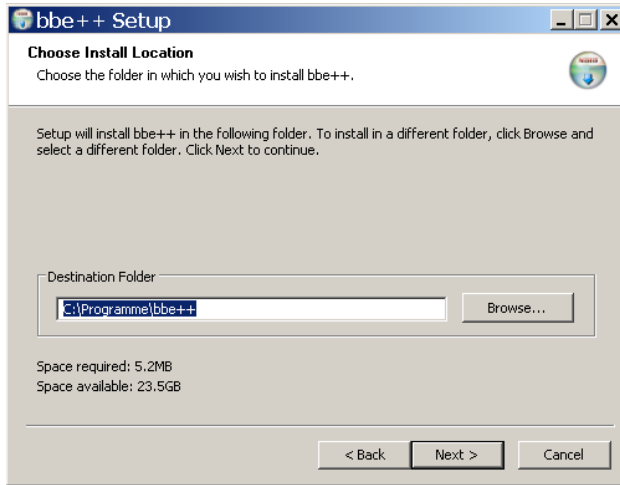 bbe++ Setup
Choose Install Location
Choose the folder in which you wish to install bbe++.
Setup will install bbe++ in the following folder. To install in a different folder, click Browse and
select a different folder. Click Next to continue.
Destination Folder
C:\Programme\bbe++
Browse...
Space required: 5.2MB
Space available: 23.5GB
< Back
Next >
Cancel